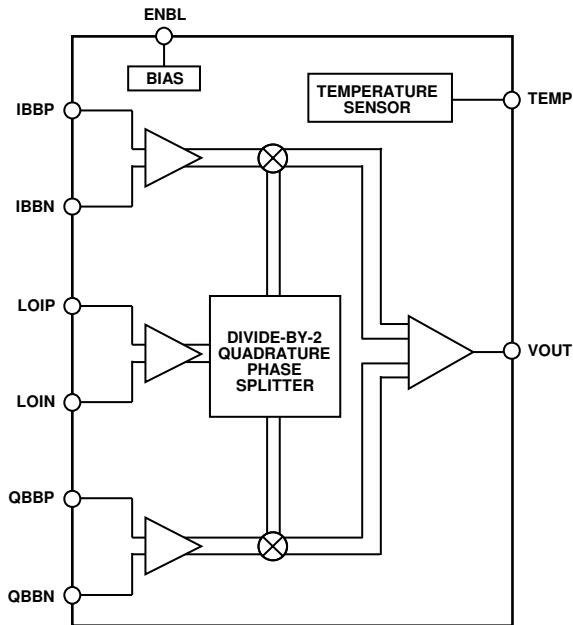 ENBL
BIAS
TEMPERATURE
SENSOR
TEMP
IBBP
IBBN
LOIP
DIVIDE-BY-2
QUADRATURE
PHASE
SPLITTER
VOUT
LOIN
QBBP
QBBN